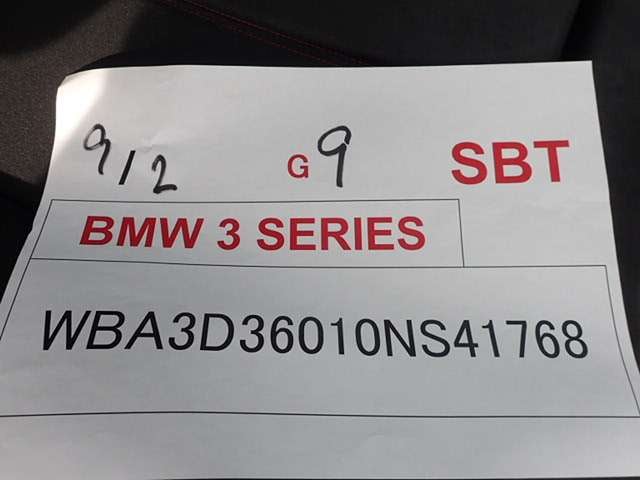 9/2 G9 SBT
BMW 3 SERIES
WBA3D36010NS41768